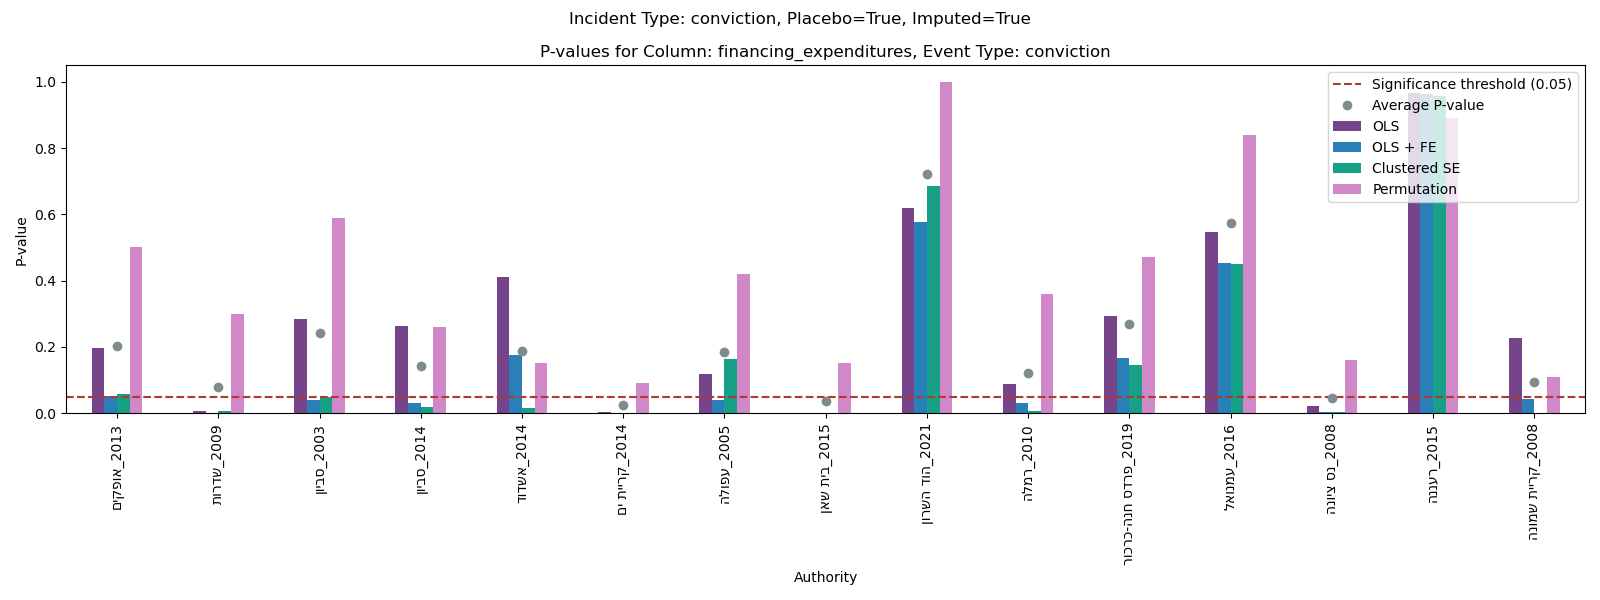 Incident Type: conviction, Placebo=True, Imputed=True
P-values for Column: financing_expenditures, Event Type: conviction
1.0
0.8
0.6
0.4
0.2
0.0
P-value
Significance threshold (0.05)
Average P-value
OLS
OLS + FE
Clustered SE
Permutation
אופקים_2013
שדרות_2009
סביון_2003
סביון_2014
אשדוד_2014
קריית ים_2014
עפולה_2005
בית שאן_2015
הוד השרון_2021
רמלה_2010
פרדס חנה-כרכור_2019
עמנואל_2016
נס ציונה_2008
רעננה_2015
קריית שמונה_2008
Authority